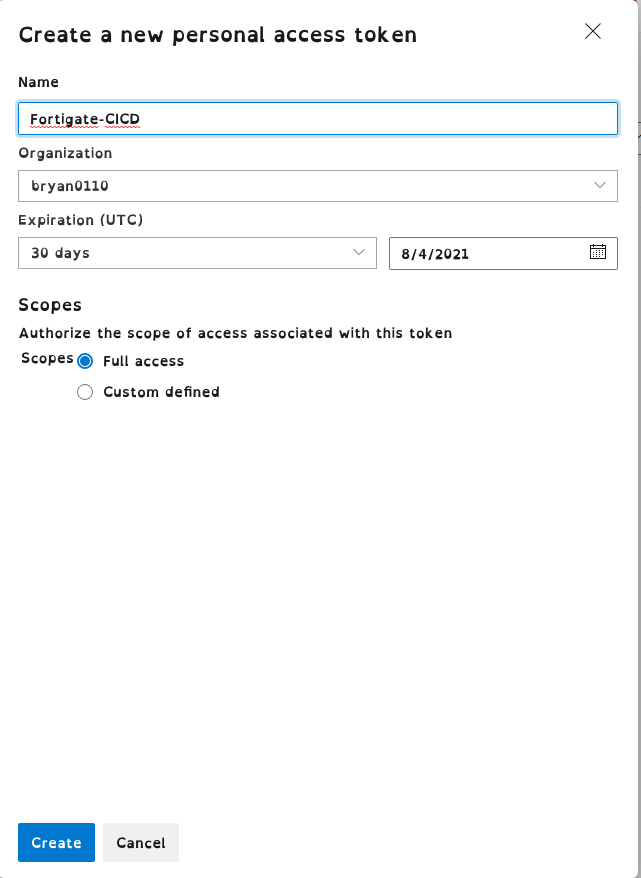 Create a new personal access token
Name
Fortigate-CICD
Organization
bryan0110
Expiration (UTC)
30 days
8/4/2021
Scopes
Authorize the scope of access associated with this token
Scopes Full access
Custom defined
Create Cancel